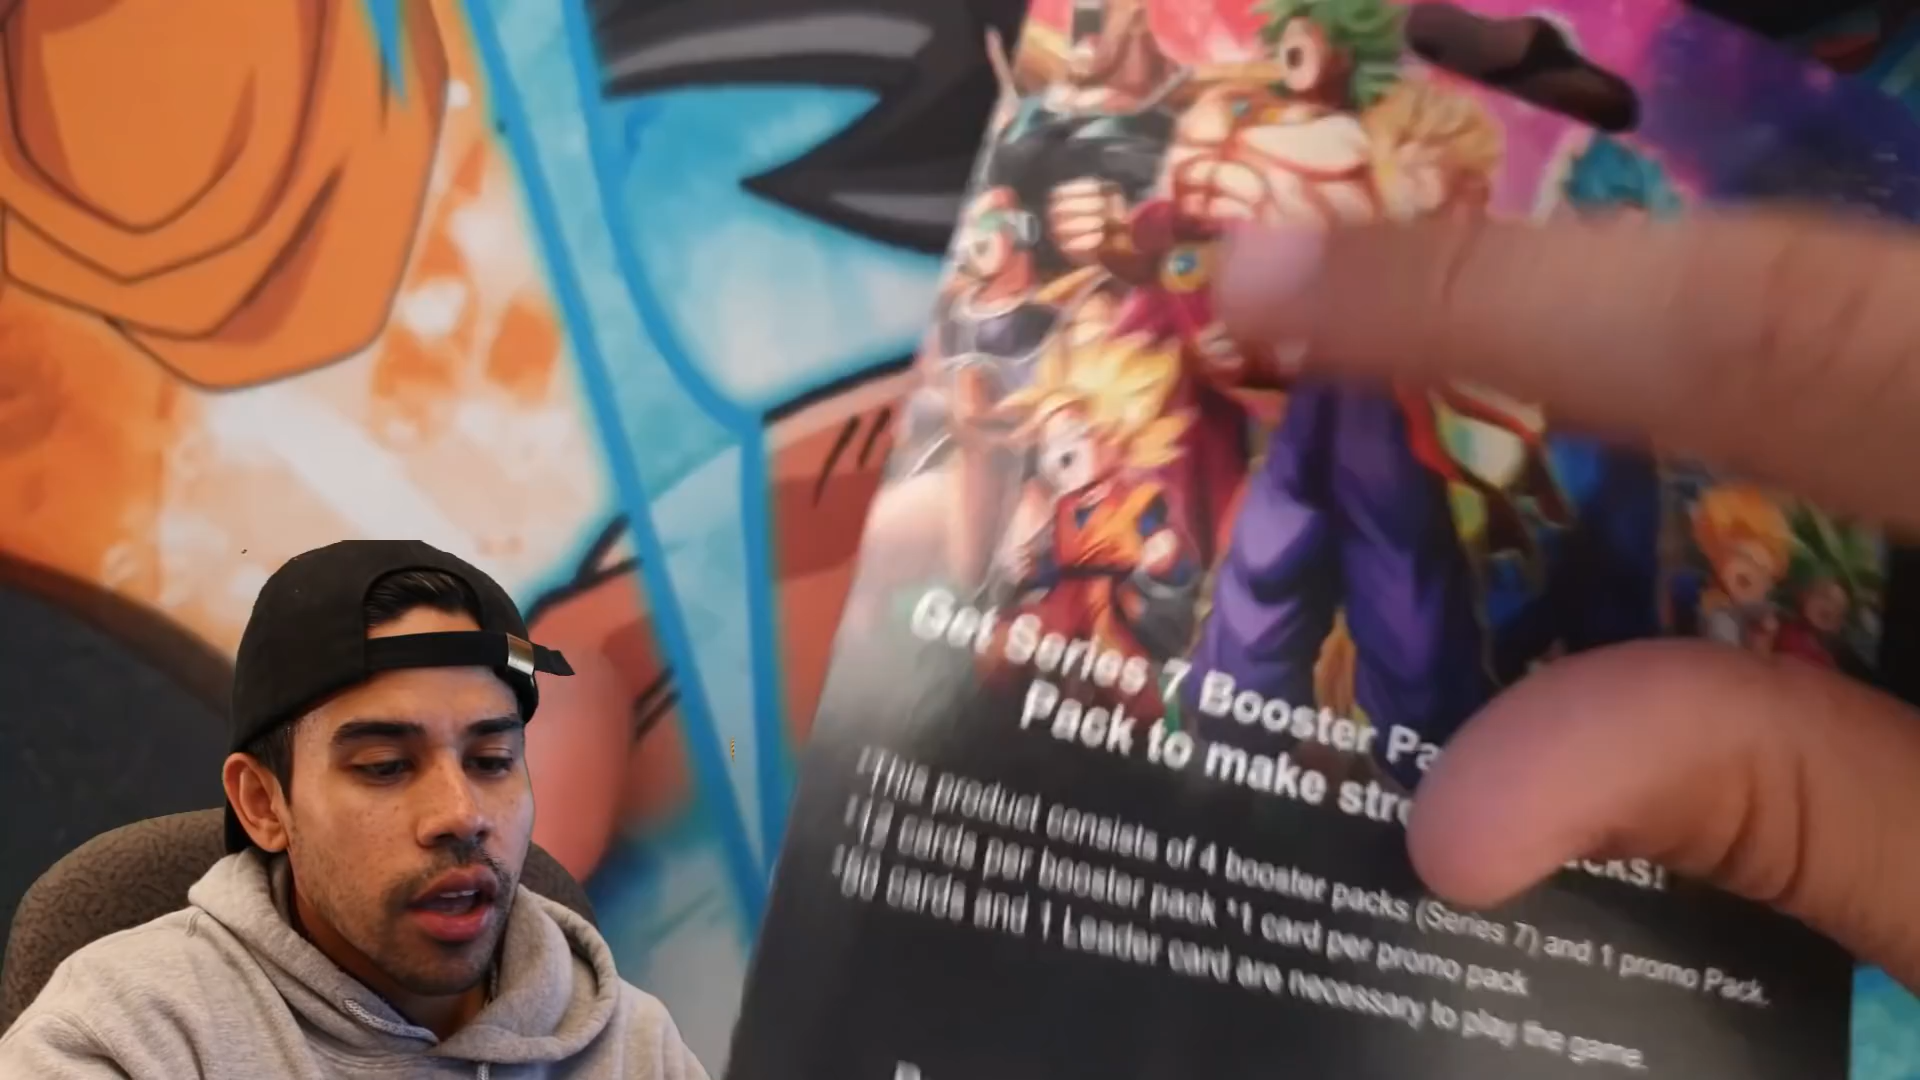 Get Series 7 Booster
Pack to make
*This product consists of 4 booster packs (Series 7) and 1 promo Pack.
cards per booster pack *1 card per promo pack
cards and 1 Leader card are necessary to play the game.